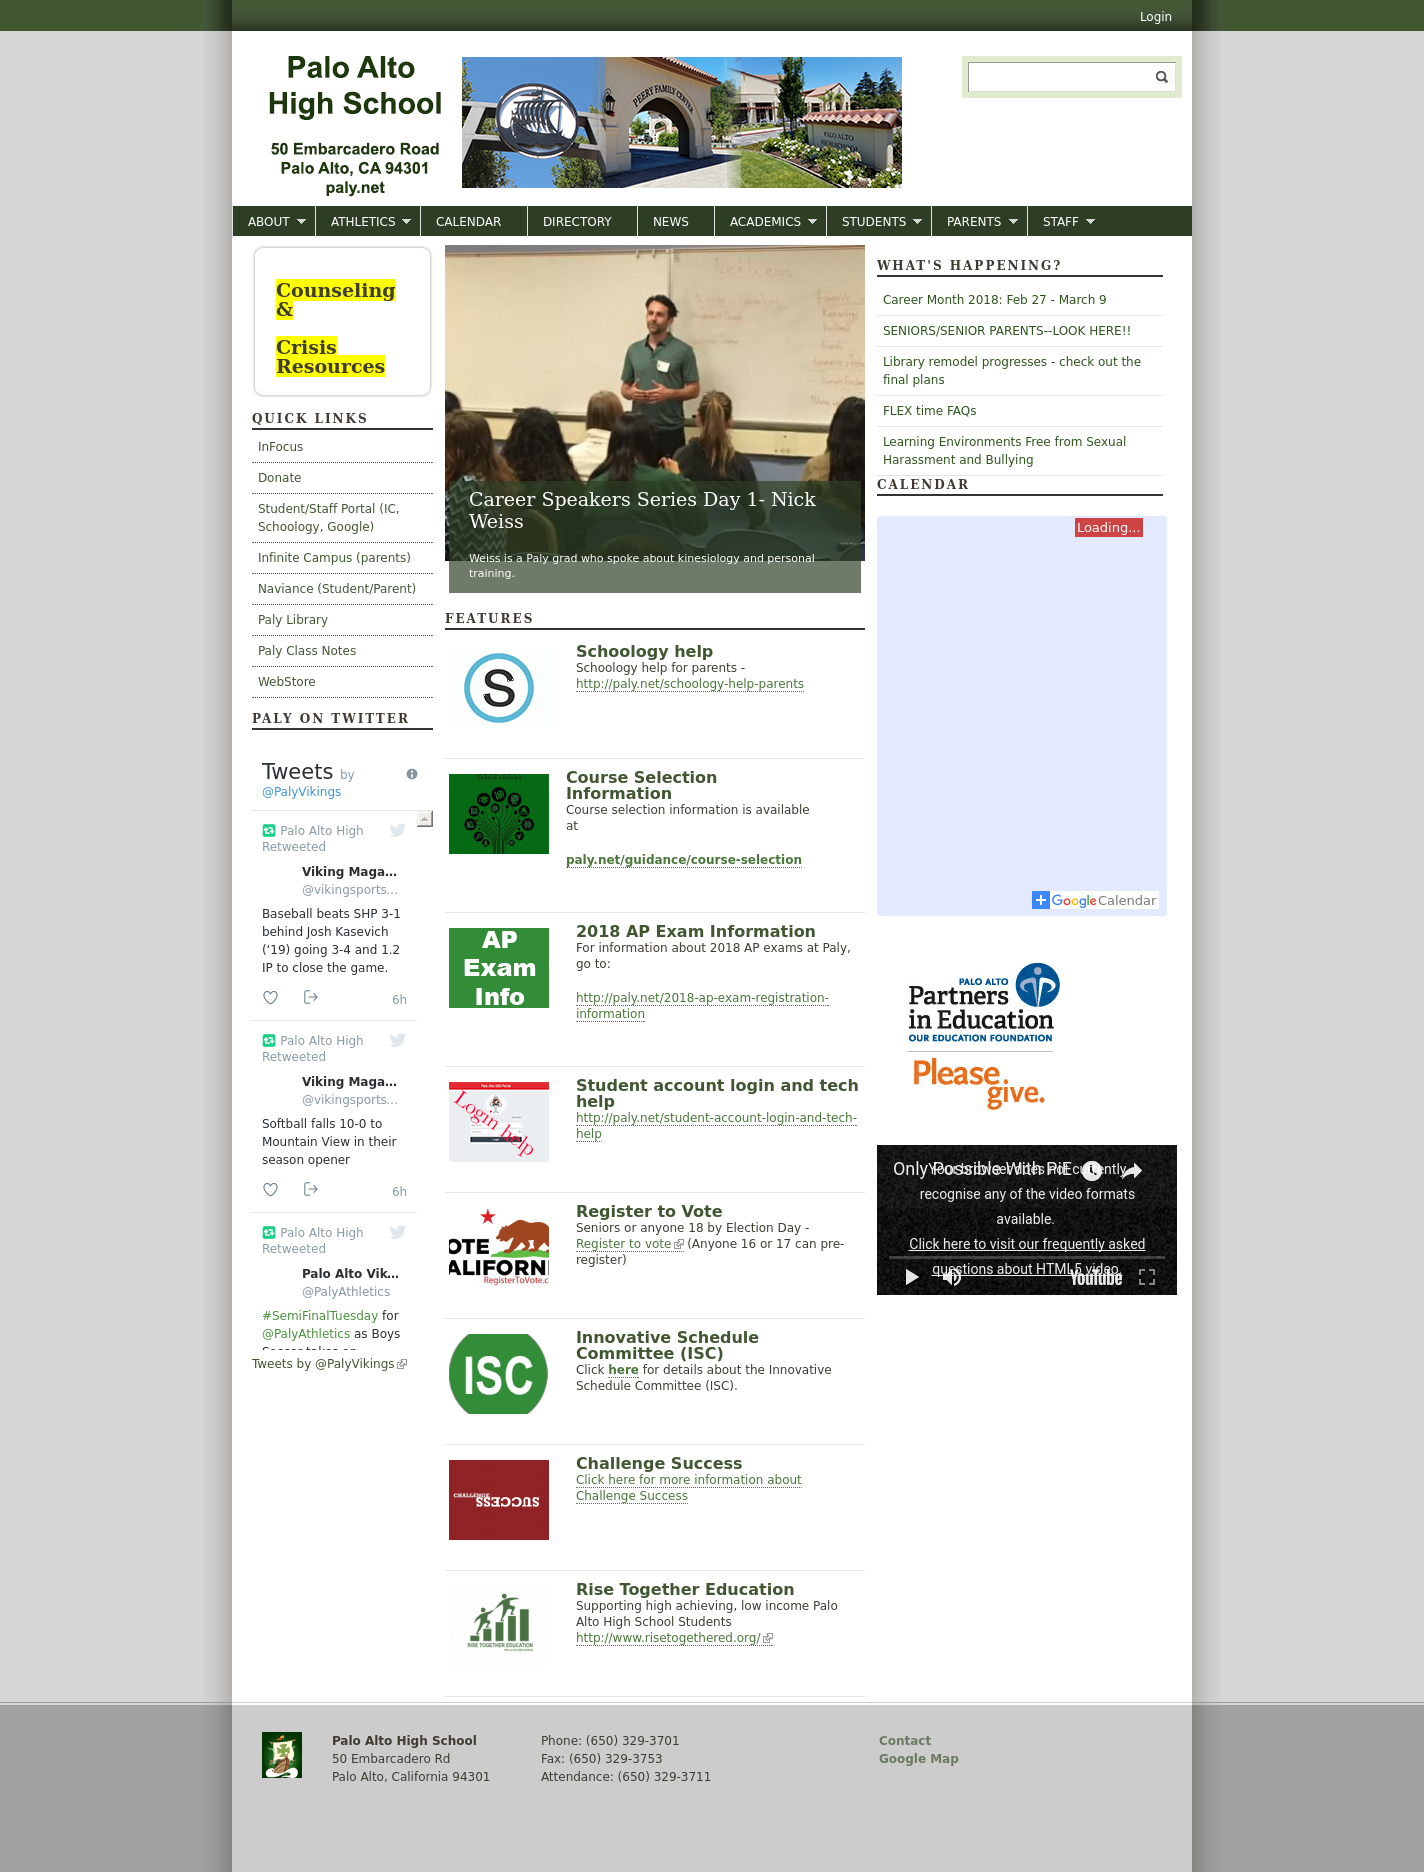 Login
Palo Alto
High School
50 Embarcadero Road
Palo Alto, CA 94301
paly.net
PEERY FAMILY CENTER
PALO ALTO
HIGH SCHOOL
ABOUT
ATHLETICS
CALENDAR
DIRECTORY
NEWS
ACADEMICS
STUDENTS
PARENTS
STAFF
Counseling
&
Crisis
Resources
QUICK LINKS
InFocus
Donate
Student/Staff Portal (IC,
Schoology, Google)
Infinite Campus (parents)
Naviance (Student/Parent)
Paly Library
Paly Class Notes
WebStore
PALY ON TWITTER
Tweets by
@PalyVikings
Palo Alto High
Retweeted
Viking Maga...
@vikingsports...
Baseball beats SHP 3-1
behind Josh Kasevich
(‘19) going 3-4 and 1.2
IP to close the game.
6h
Palo Alto High
Retweeted
Viking Maga...
@vikingsports...
Softball falls 10-0 to
Mountain View in their
season opener
6h
Palo Alto High
Retweeted
Palo Alto Vik...
@PalyAthletics
#SemiFinalTuesday for
@PalyAthletics as Boys
Tweets by @PalyVikings
Nick Weiss
Career Speakers Series Day 1- Nick
Weiss
Weiss is a Paly grad who spoke about kinesiology and personal
training.
FEATURES
S
Schoology help
Schoology help for parents -
http://paly.net/schoology-help-parents
Course Selection
Information
Course selection information is available
at
paly.net/guidance/course-selection
AP
Exam
Info
2018 AP Exam Information
For information about 2018 AP exams at Paly,
go to:
http://paly.net/2018-ap-exam-registration-
information
Login help
Student account login and tech
help
http://paly.net/student-account-login-and-tech-
help
OTE
ALIFORN
RegisterToVote.c
Register to Vote
Seniors or anyone 18 by Election Day -
Register to vote (Anyone 16 or 17 can pre-
register)
ISC
Innovative Schedule
Committee (ISC)
Click here for details about the Innovative
Schedule Committee (ISC).
CHALLENGE
SUCCESS
Challenge Success
Click here for more information about
Challenge Success
RISE TOGETHER EDUCATION
Rise Together Education
Supporting high achieving, low income Palo
Alto High School Students
http://www.risetogethered.org/
WHAT'S HAPPENING?
Career Month 2018: Feb 27 - March 9
SENIORS/SENIOR PARENTS--LOOK HERE!!
Library remodel progresses - check out the
final plans
FLEX time FAQs
Learning Environments Free from Sexual
Harassment and Bullying
CALENDAR
Loading...
Google Calendar
PALO ALTO
Partners
in Education
OUR EDUCATION FOUNDATION
Please
give.
Only Possible With PiE
Your browser does not currently
recognise any of the video formats
available.
Click here to visit our frequently asked
questions about HTML5 video.
YouTube
Palo Alto High School
50 Embarcadero Rd
Palo Alto, California 94301
Phone: (650) 329-3701
Fax: (650) 329-3753
Attendance: (650) 329-3711
Contact
Google Map